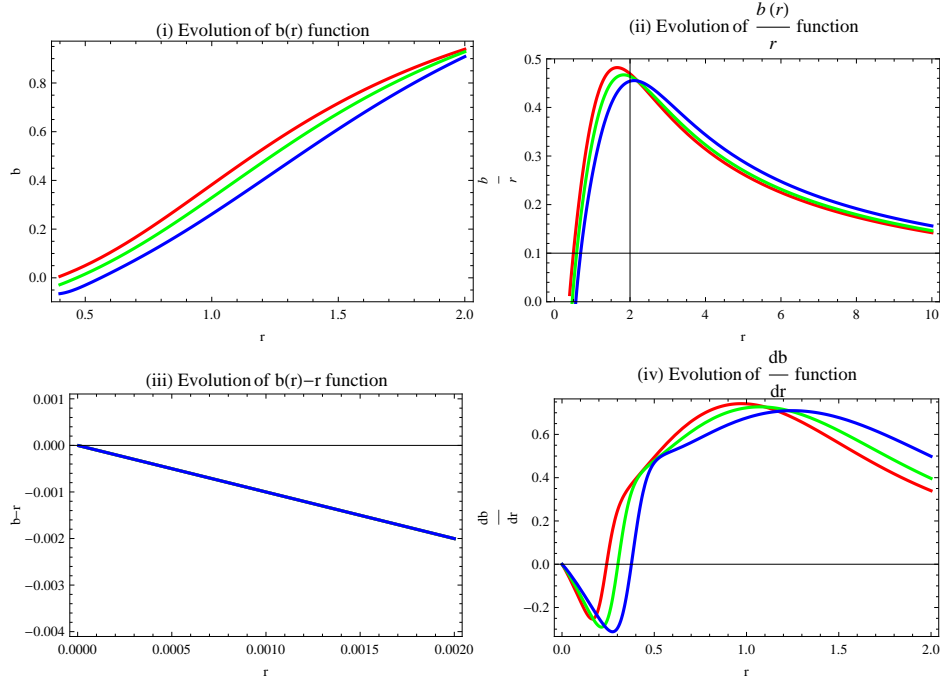 (i) Evolution of b(r) function
b
0.8
0.6
0.4
0.2
0.0
0.5 1.0 1.5 2.0
r
(ii) Evolution of b (r) / r function
b / r
0.5
0.4
0.3
0.2
0.1
0.0
0 2 4 6 8 10
r
(iii) Evolution of b(r)−r function
b−r
0.001
0.000
−0.001
−0.002
−0.003
−0.004
0.0000 0.0005 0.0010 0.0015 0.0020
r
(iv) Evolution of db / dr function
db / dr
0.6
0.4
0.2
0.0
−0.2
0.0 0.5 1.0 1.5 2.0
r